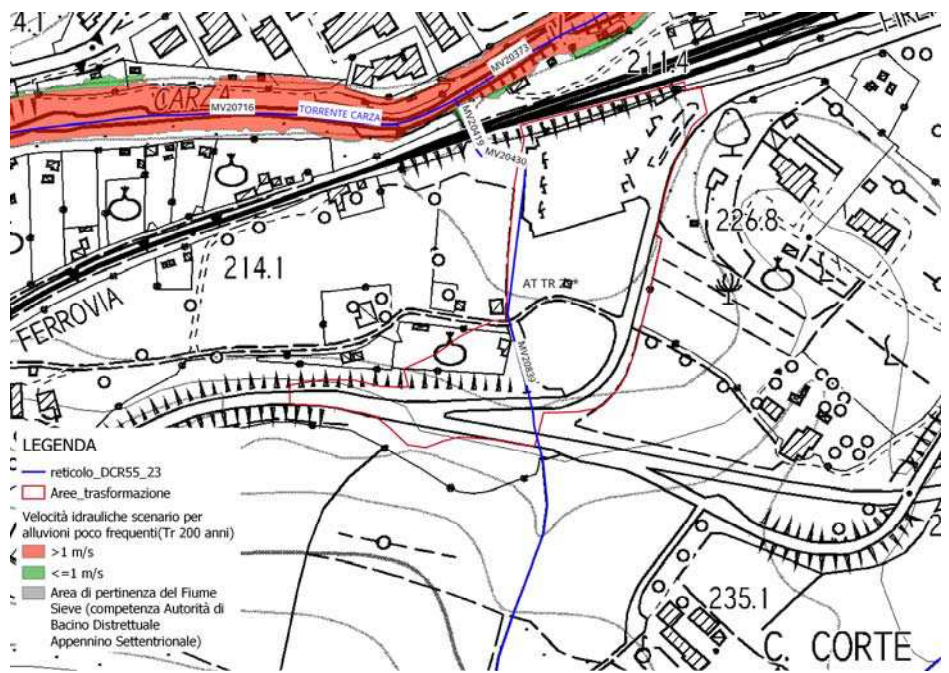 4.1
CARZA
MV20716
TORRENTE CARZA
MV20373
211.4
MV20419
MV20430
226.8
214.1
AT TR
FERROVIA
MV20839
LEGENDA
reticolo_DCR55_23
Aree_trasformazione
Velocità idrauliche scenario per
alluvioni poco frequenti(Tr 200 anni)
>1 m/s
<=1 m/s
Area di pertinenza del Fiume
Sieve (competenza Autorità di
Bacino Distrettuale
Appennino Settentrionale)
2
235.1
C. CORTE